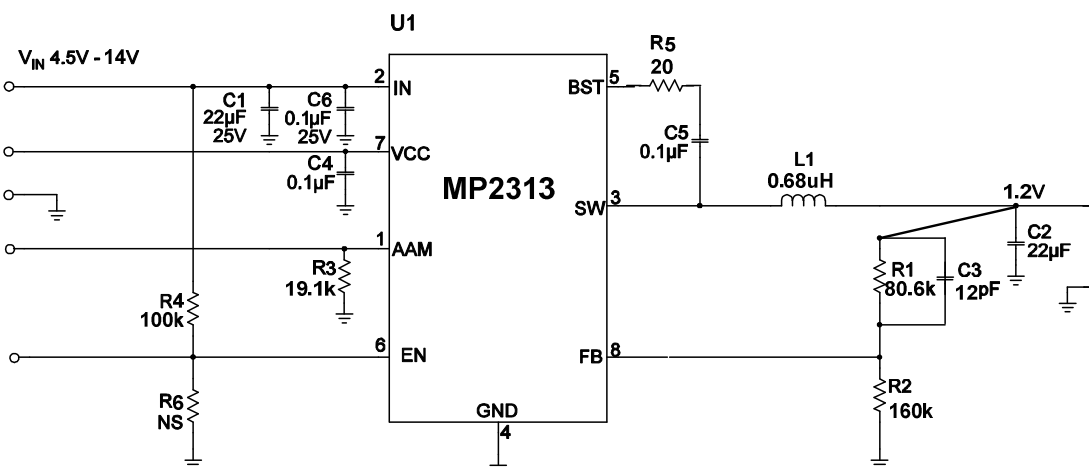 U1
V_IN 4.5V - 14V
2
IN
C1
22µF
25V
C6
0.1µF
25V
7
VCC
C4
0.1µF
MP2313
1
AAM
R3
19.1k
R4
100k
6
EN
R6
NS
GND
4
BST
5
R5
20
C5
0.1µF
SW
3
L1
0.68uH
1.2V
C2
22µF
R1
80.6k
C3
12pF
FB
8
R2
160k